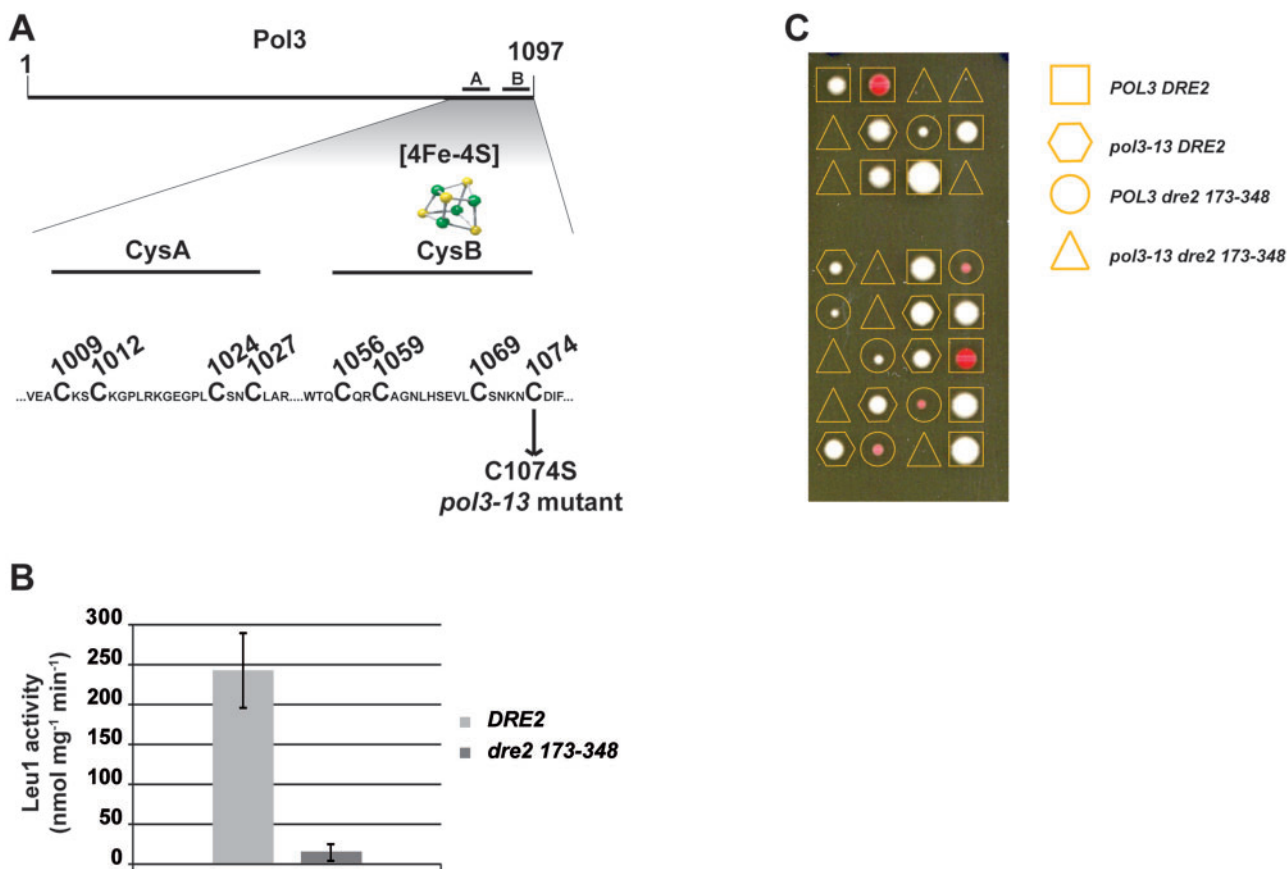 A
Pol3
1
1097
A
B
[4Fe-4S]
CysA
CysB
1009
1012
1024
1027
1056
1059
1069
1074
...VEACKSCKGPLRKGEGPLCSNCLAR....WTQCQRCAGNLHSEVLCSNKNCDIF...
C1074S
pol3-13 mutant
B
300
250
200
150
100
50
0
Leu1 activity
(nmol mg⁻¹ min⁻¹)
DRE2
dre2 173-348
C
POL3 DRE2
pol3-13 DRE2
POL3 dre2 173-348
pol3-13 dre2 173-348